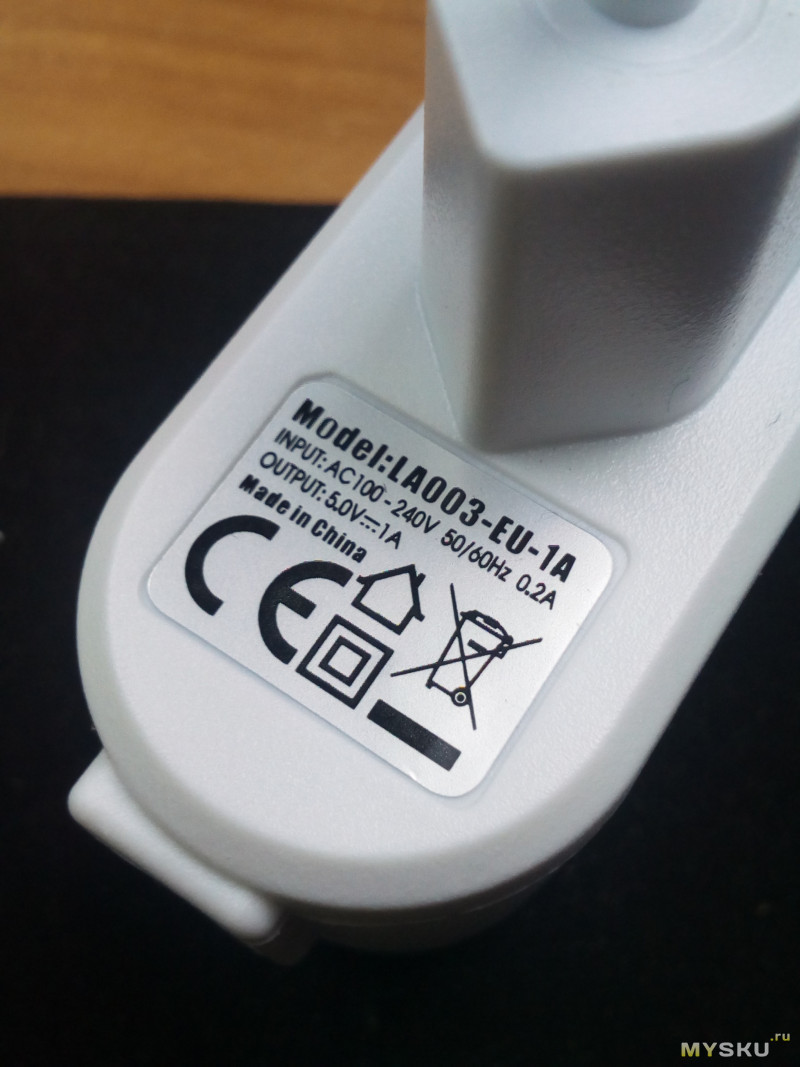 Model:LA003-EU-1A
INPUT: AC100-240V 50/60Hz 0.2A
OUTPUT: 5.0V⎓1A
Made in China
CE
MYSKU.ru